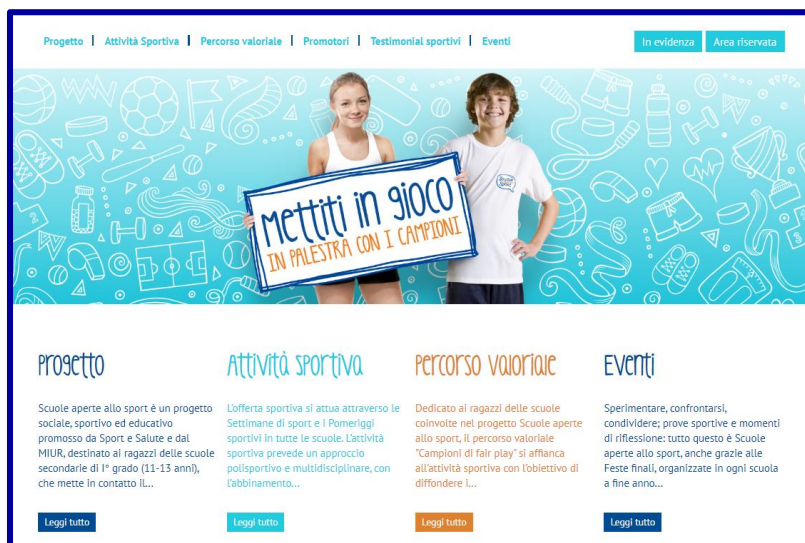 Progetto | Attività Sportiva | Percorso valoriale | Promotori | Testimonial sportivi | Eventi
In evidenza
Area riservata
Mettiti in gioco
IN PALESTRA CON I CAMPIONI
Progetto
Scuole aperte allo sport è un progetto
sociale, sportivo ed educativo
promosso da Sport e Salute e dal
MIUR, destinato ai ragazzi delle scuole
secondarie di I° grado (11-13 anni),
che mette in contatto il...
Leggi tutto
Attività sportiva
L'offerta sportiva si attua attraverso le
Settimane di sport e i Pomeriggi
sportivi in tutte le scuole. L'attività
sportiva prevede un approccio
polisportivo e multidisciplinare, con
l'abbinamento...
Leggi tutto
Percorso valoriale
Dedicato ai ragazzi delle scuole
coinvolte nel progetto Scuole aperte
allo sport, il percorso valoriale
"Campioni di fair play" si affianca
all'attività sportiva con l'obiettivo di
diffondere i...
Leggi tutto
Eventi
Sperimentare, confrontarsi,
condividere; prove sportive e momenti
di riflessione: tutto questo è Scuole
aperte allo sport, anche grazie alle
Feste finali, organizzate in ogni scuola
a fine anno...
Leggi tutto